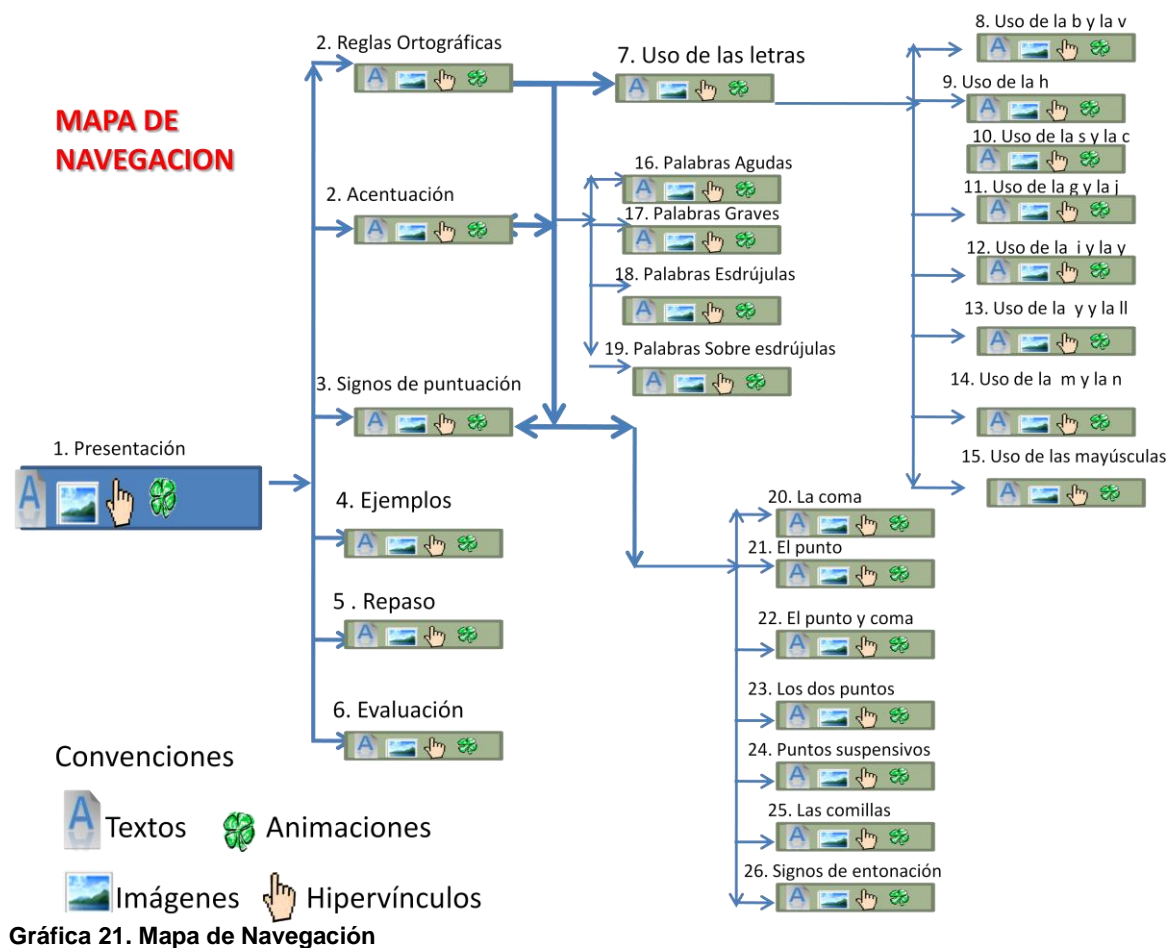 MAPA DE
NAVEGACION
1. Presentación
2. Reglas Ortográficas
2. Acentuación
3. Signos de puntuación
4. Ejemplos
5 . Repaso
6. Evaluación
7. Uso de las letras
8. Uso de la b y la v
9. Uso de la h
10. Uso de la s y la c
11. Uso de la g y la j
12. Uso de la i y la y
13. Uso de la y y la ll
14. Uso de la m y la n
15. Uso de las mayúsculas
16. Palabras Agudas
17. Palabras Graves
18. Palabras Esdrújulas
19. Palabras Sobre esdrújulas
20. La coma
21. El punto
22. El punto y coma
23. Los dos puntos
24. Puntos suspensivos
25. Las comillas
26. Signos de entonación
Convenciones
Textos
Animaciones
Imágenes
Hipervínculos
Gráfica 21. Mapa de Navegación